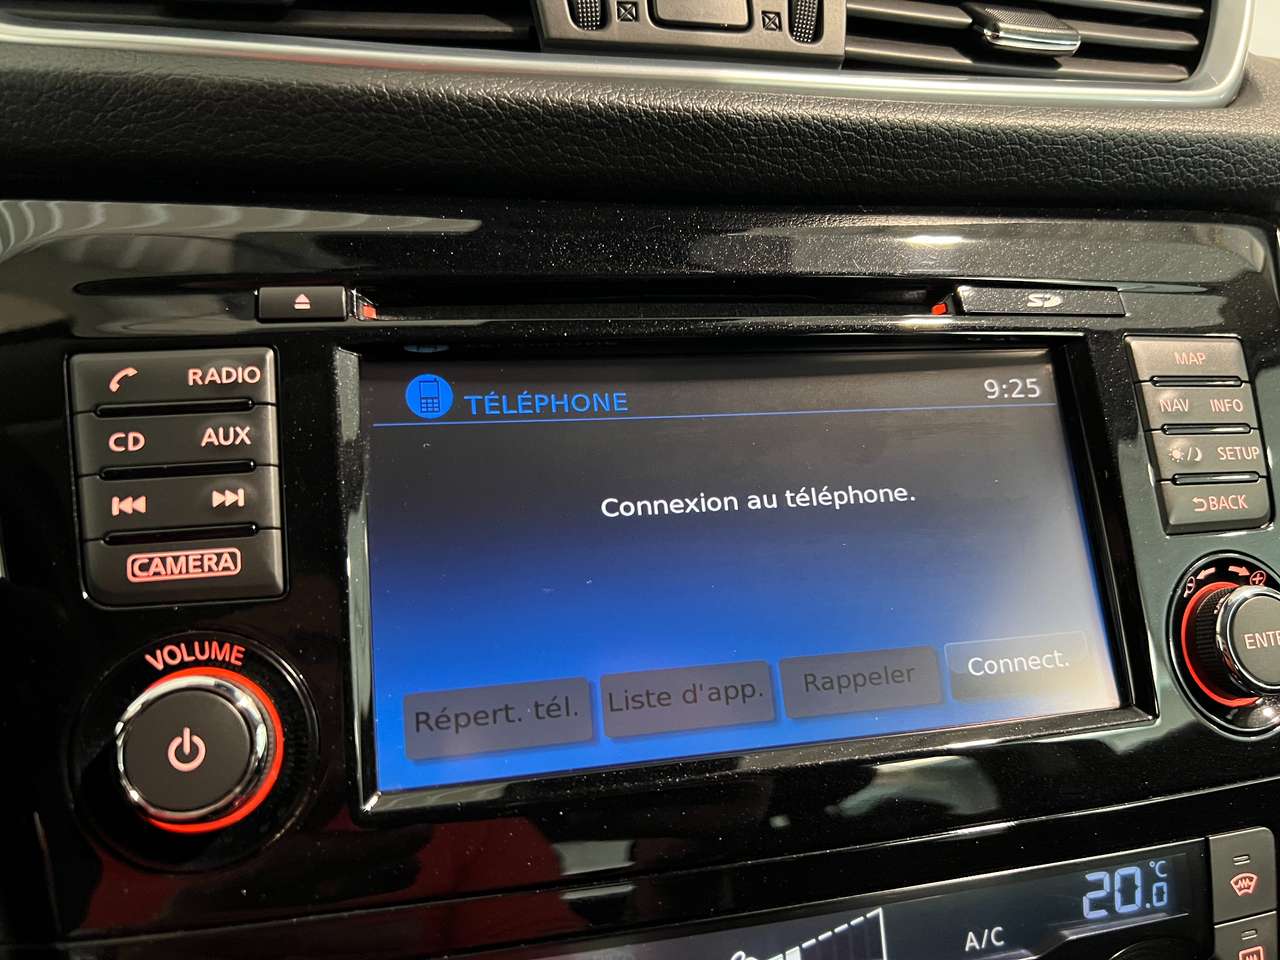 SD
RADIO
CD AUX
CAMERA
VOLUME
TÉLÉPHONE 9:25
Connexion au téléphone.
Répert. tél. Liste d'app. Rappeler Connect.
MAP
NAV INFO
SETUP
BACK
20.0 °C
A/C